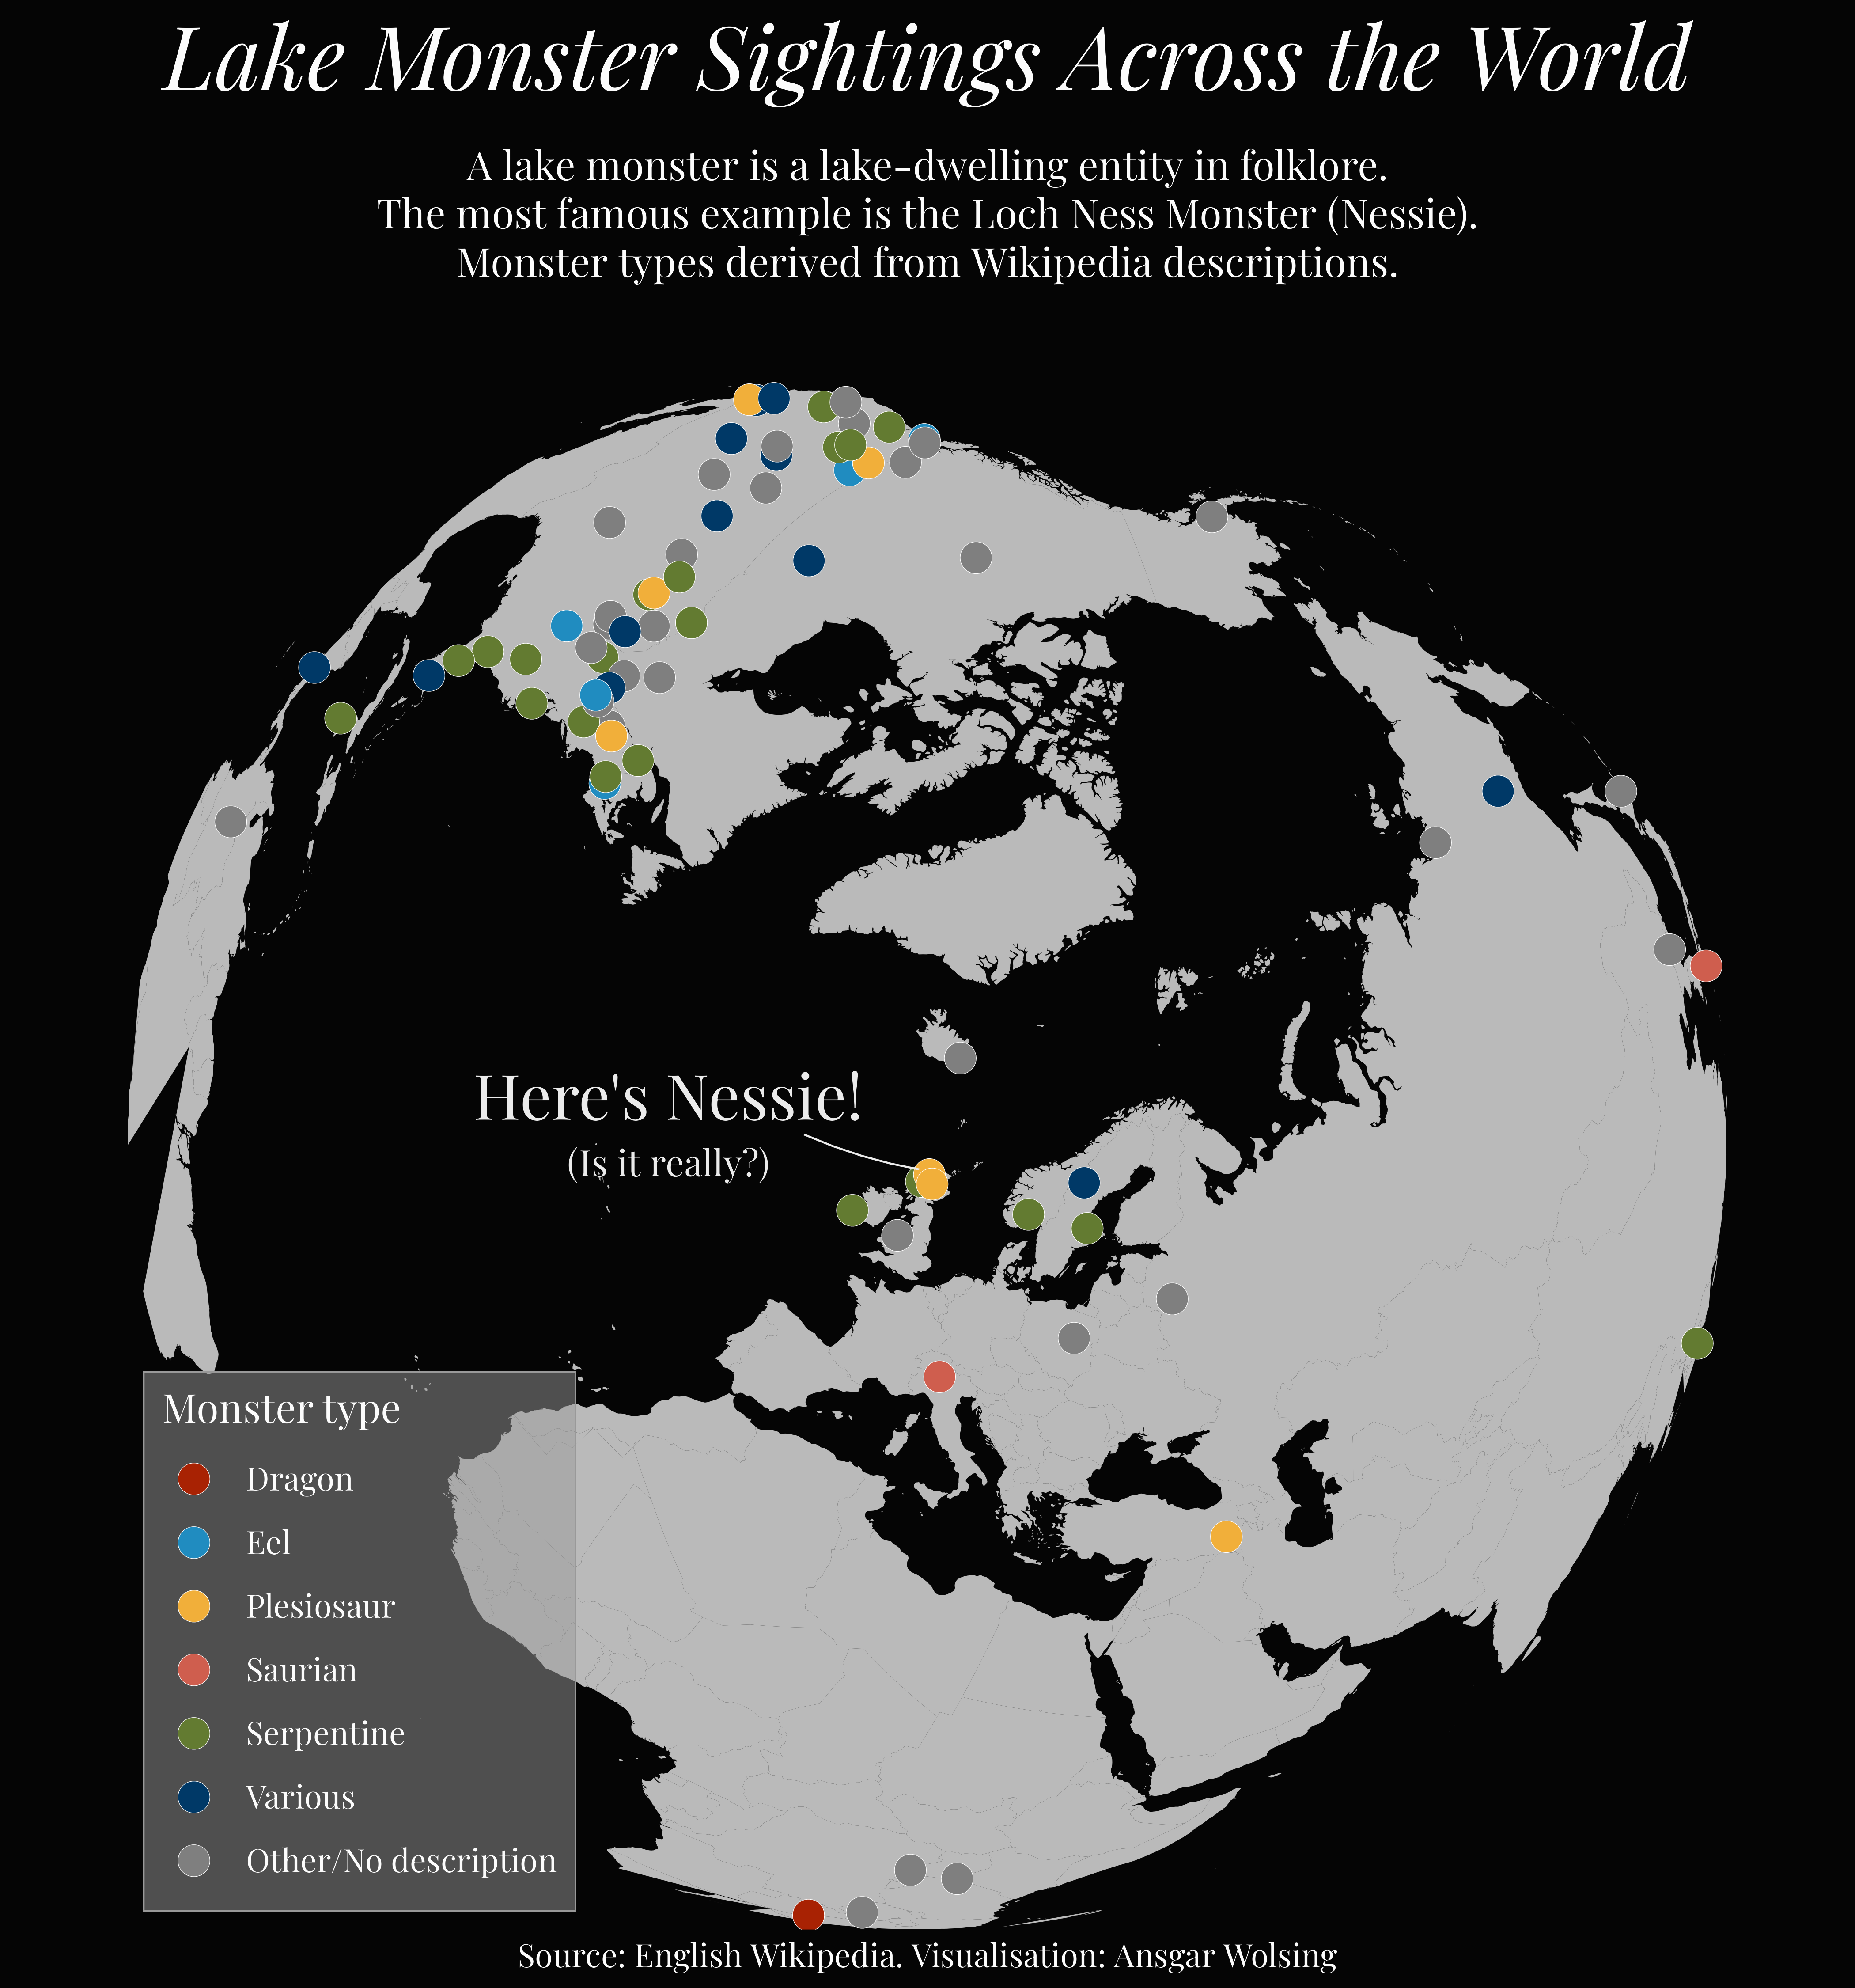 Lake Monster Sightings Across the World
A lake monster is a lake-dwelling entity in folklore.
The most famous example is the Loch Ness Monster (Nessie).
Monster types derived from Wikipedia descriptions.
Here's Nessie!
(Is it really?)
Monster type
Dragon
Eel
Plesiosaur
Saurian
Serpentine
Various
Other/No description
Source: English Wikipedia. Visualisation: Ansgar Wolsing